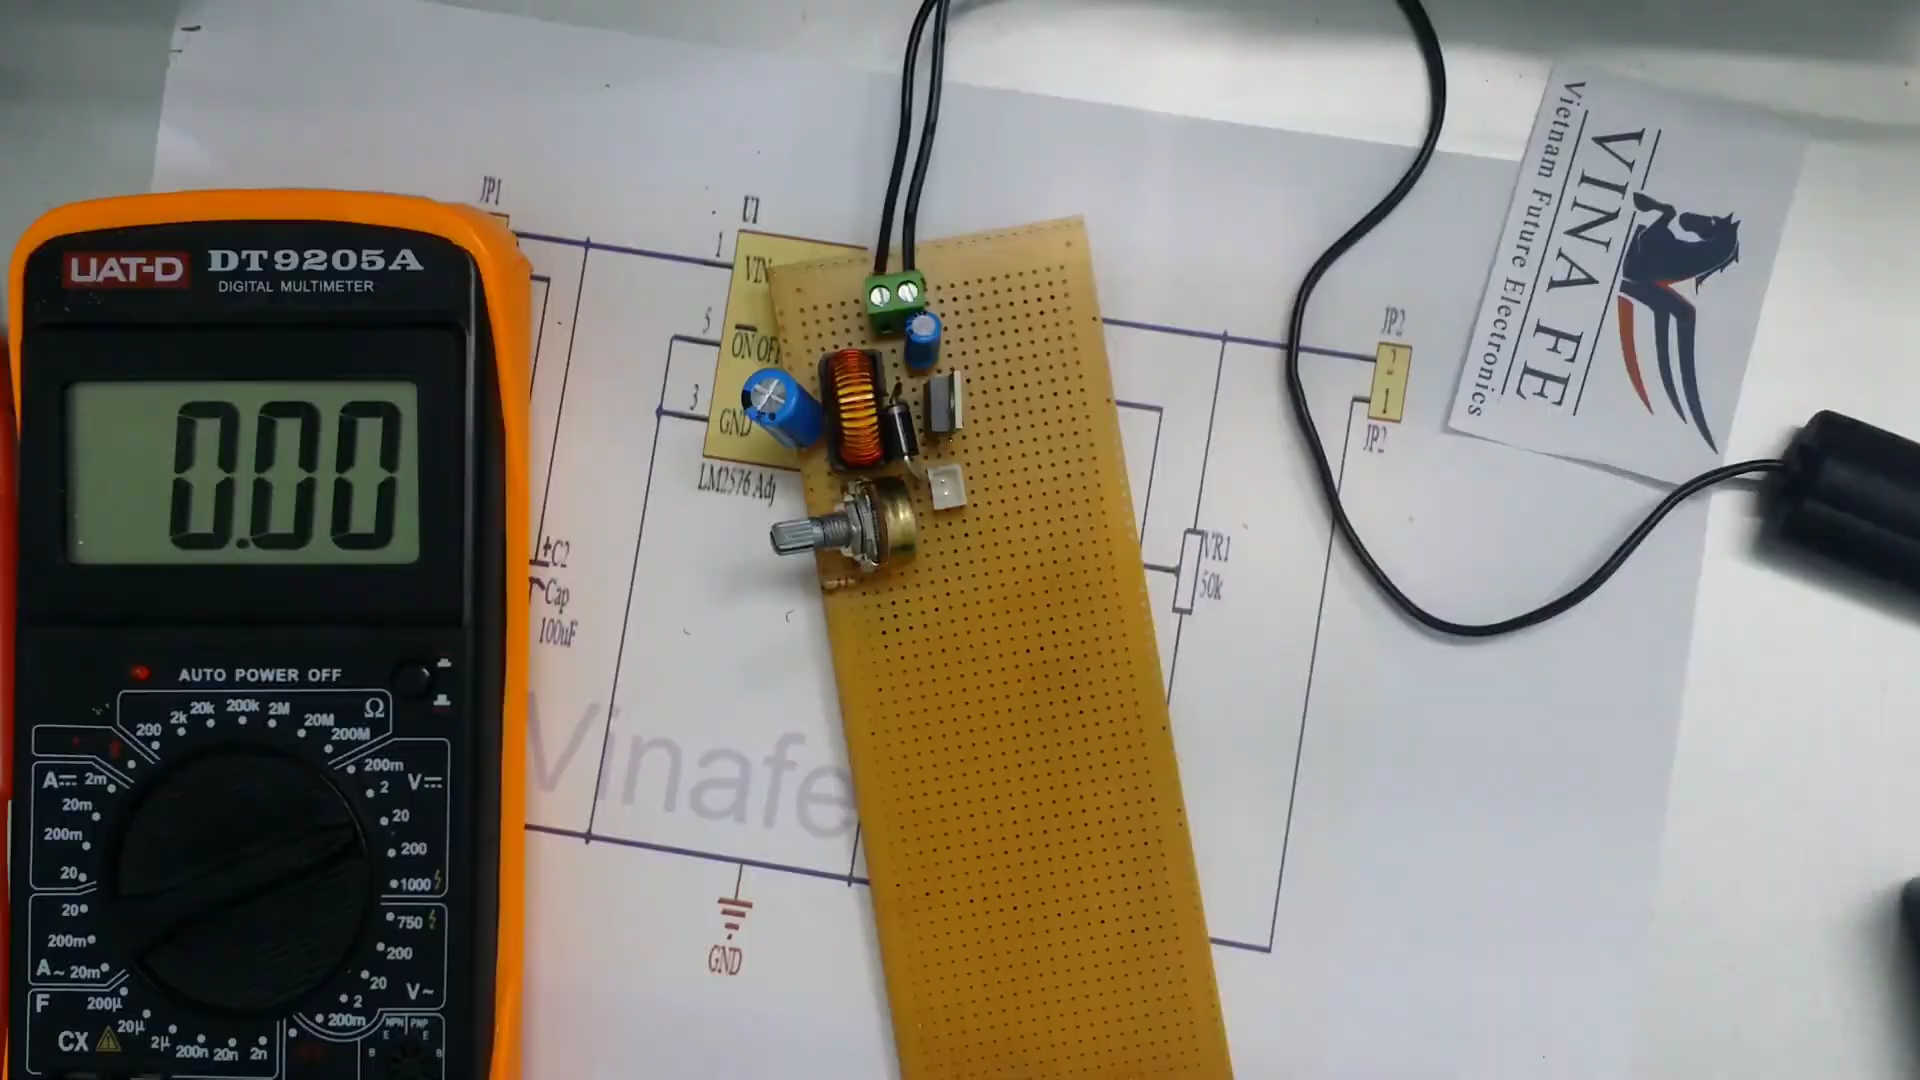 UAT-D DT9205A
DIGITAL MULTIMETER
0.00
AUTO POWER OFF
200
2k
20k
200k
2M
20M
200M
Ω
A⎓ 2m
20m
200m
20
20
200m
A~ 20m
F
200µ
20µ
2µ
200n
20n
2n
CX
200m
V⎓
2
20
200
1000
750
200
20
V~
2
200m
NPN
PNP
E
E
B
B
JP1
U1
1
VIN
5
ON OFF
3
GND
LM2576 Adj
C2
Cap
100uF
GND
Vinafe
VR1
50k
JP2
2
1
JP2
VINA FE
Vietnam Future Electronics